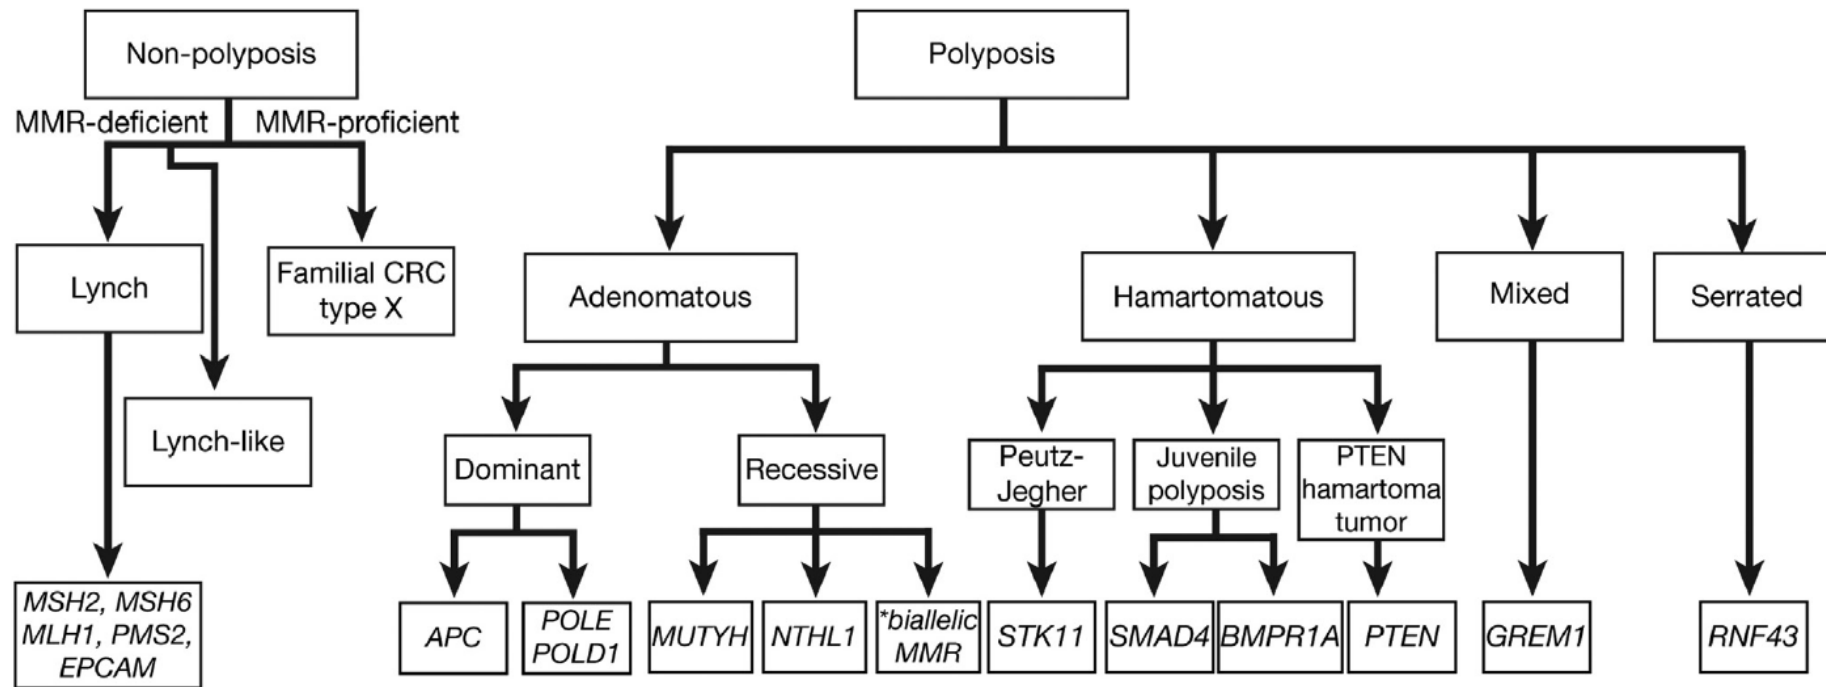 Non-polyposis
Polyposis
MMR-deficient
MMR-proficient
Lynch
Familial CRC
type X
Lynch-like
Adenomatous
Hamartomatous
Mixed
Serrated
Dominant
Recessive
Peutz-
Jegher
Juvenile
polyposis
PTEN
hamartoma
tumor
MSH2, MSH6
MLH1, PMS2,
EPCAM
APC
POLE
POLD1
MUTYH
NTHL1
*biallelic
MMR
STK11
SMAD4
BMPR1A
PTEN
GREM1
RNF43